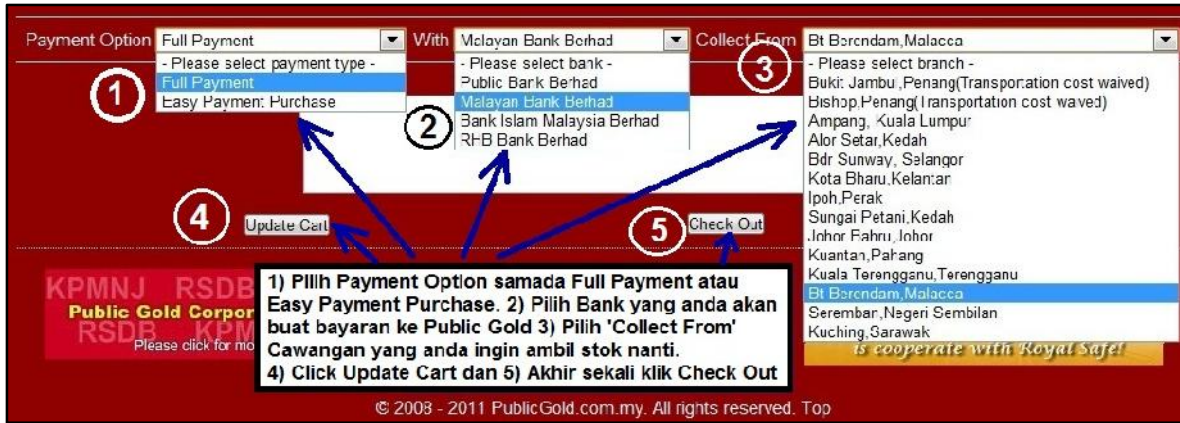 Payment Option Full Payment With Malayan Bank Berhad Collect From Bt Berendam,Malacca
1
- Please select payment type -
Full Payment
Easy Payment Purchase
2
- Please select bank -
Public Bank Berhad
Malayan Bank Berhad
Bank Islam Malaysia Berhad
RHB Bank Berhad
3
- Please select branch -
Bukit Jambul,Penang(Transportation cost waived)
Bishop,Penang(Transportation cost waved)
Ampang, Kuala Lumpur
Alor Setar,Kedah
Bdr Sunway, Selangor
Kota Bharu,Kelantan
Ipoh,Perak
Sungai Petani,Kedah
Johor Bahru,Johor
Kuantan,Pahang
Kuala Terengganu,Terengganu
Bt Berendam,Malacca
Seremban,Negeri Sembilan
Kuching,Sarawak
4
Update Cart
5
Check Out
KPMNJ RSDB
Public Gold Corpor
RSDB KPM
Please click for mo
1) Pilih Payment Option samada Full Payment atau
Easy Payment Purchase. 2) Pilih Bank yang anda akan
buat bayaran ke Public Gold 3) Pilih 'Collect From'
Cawangan yang anda ingin ambil stok nanti.
4) Click Update Cart dan 5) Akhir sekali klik Check Out
is cooperate with Royal Safe!
© 2008 - 2011 PublicGold.com.my. All rights reserved. Top